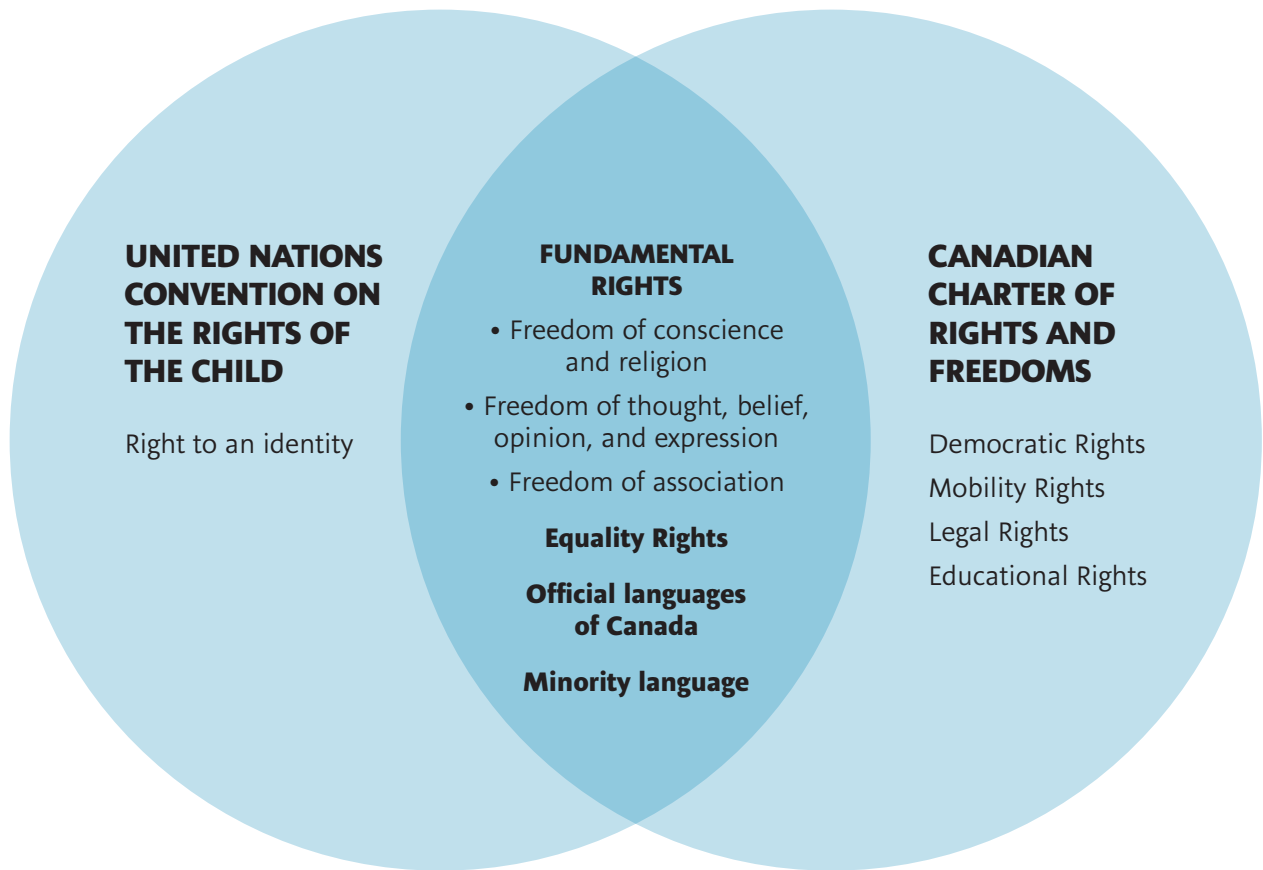 UNITED NATIONS
CONVENTION ON
THE RIGHTS OF
THE CHILD
Right to an identity
FUNDAMENTAL
RIGHTS
• Freedom of conscience
and religion
• Freedom of thought, belief,
opinion, and expression
• Freedom of association
Equality Rights
Official languages
of Canada
Minority language
CANADIAN
CHARTER OF
RIGHTS AND
FREEDOMS
Democratic Rights
Mobility Rights
Legal Rights
Educational Rights